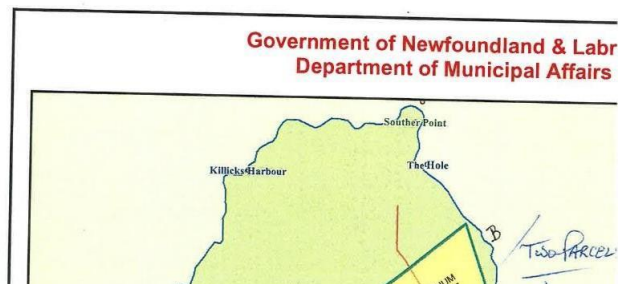 Government of Newfoundland & Labr
Department of Municipal Affairs
Souther Point
Killicks Harbour
The Hole
B
TWO PARCEL